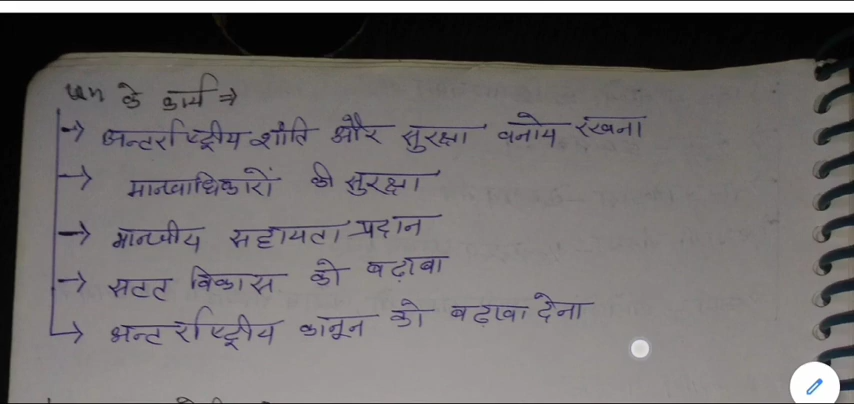 UN के कार्य ⇒
→ अन्तर्राष्ट्रीय शांति और सुरक्षा बनाये रखना
→ मानवाधिकारों की सुरक्षा
→ मानवीय सहायता प्रदान
→ सतत विकास को बढ़ावा
→ अन्तर्राष्ट्रीय कानून को बढ़ावा देना